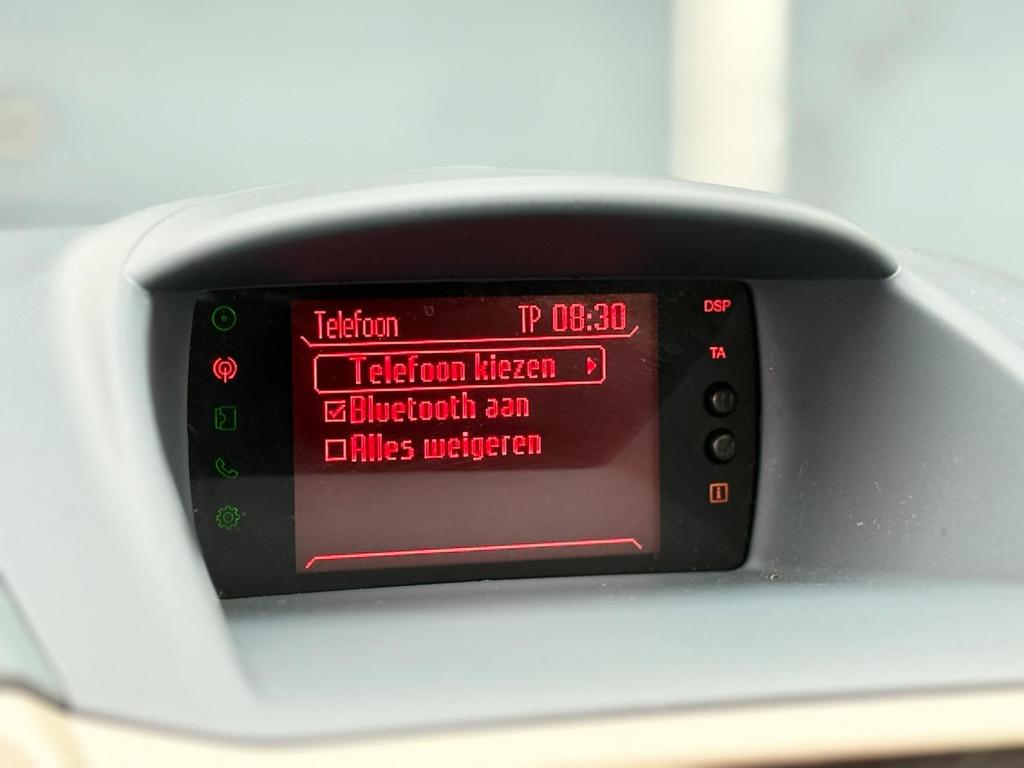 Telefoon TP 08:30 DSP
TA
Telefoon kiezen
Bluetooth aan
Alles weigeren
i